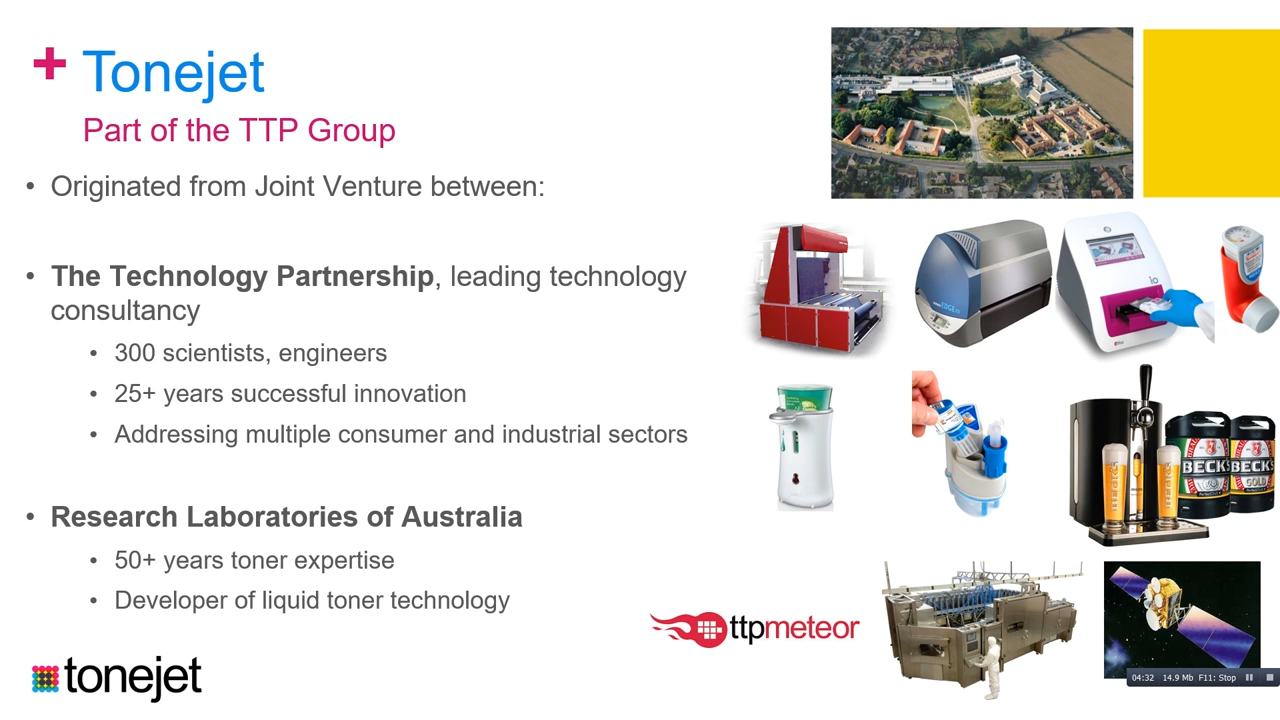 + Tonejet
Part of the TTP Group
• Originated from Joint Venture between:
• The Technology Partnership, leading technology
consultancy
• 300 scientists, engineers
• 25+ years successful innovation
• Addressing multiple consumer and industrial sectors
• Research Laboratories of Australia
• 50+ years toner expertise
• Developer of liquid toner technology
tonejet
ttpmeteor
io
BECK'S
BECK'S
GOLD
04:32 14.9 Mb F11: Stop